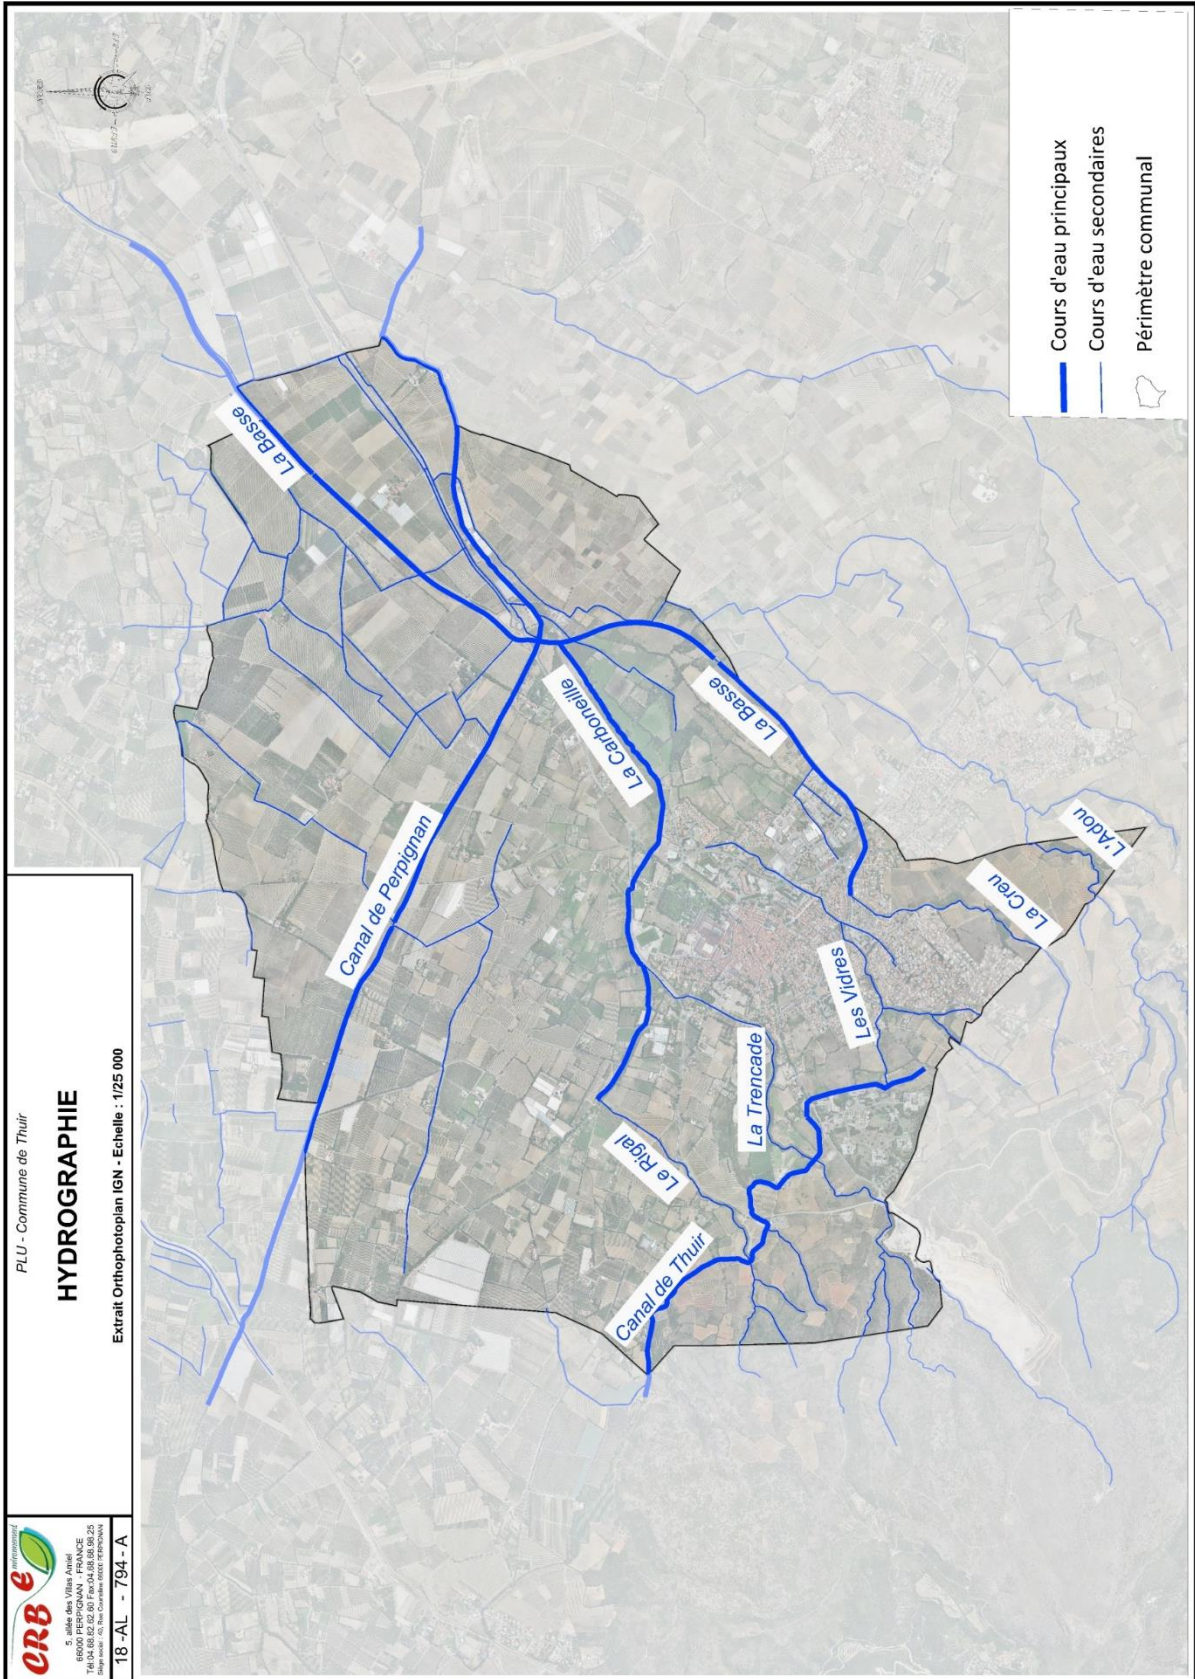 CRB environnement
5, allée des Villas Amiel
66000 PERPIGNAN - FRANCE
Tél:04.68.82.62.60 Fax:04.68.68.98.25
18 -AL - 794 - A
PLU - Commune de Thuir
HYDROGRAPHIE
Extrait Orthophotoplan IGN - Echelle : 1/25 000
Canal de Perpignan
La Basse
La Carboneille
La Basse
Le Rigal
Canal de Thuir
La Trencade
Les Vidres
La Creu
L'Adou
Cours d'eau principaux
Cours d'eau secondaires
Périmètre communal